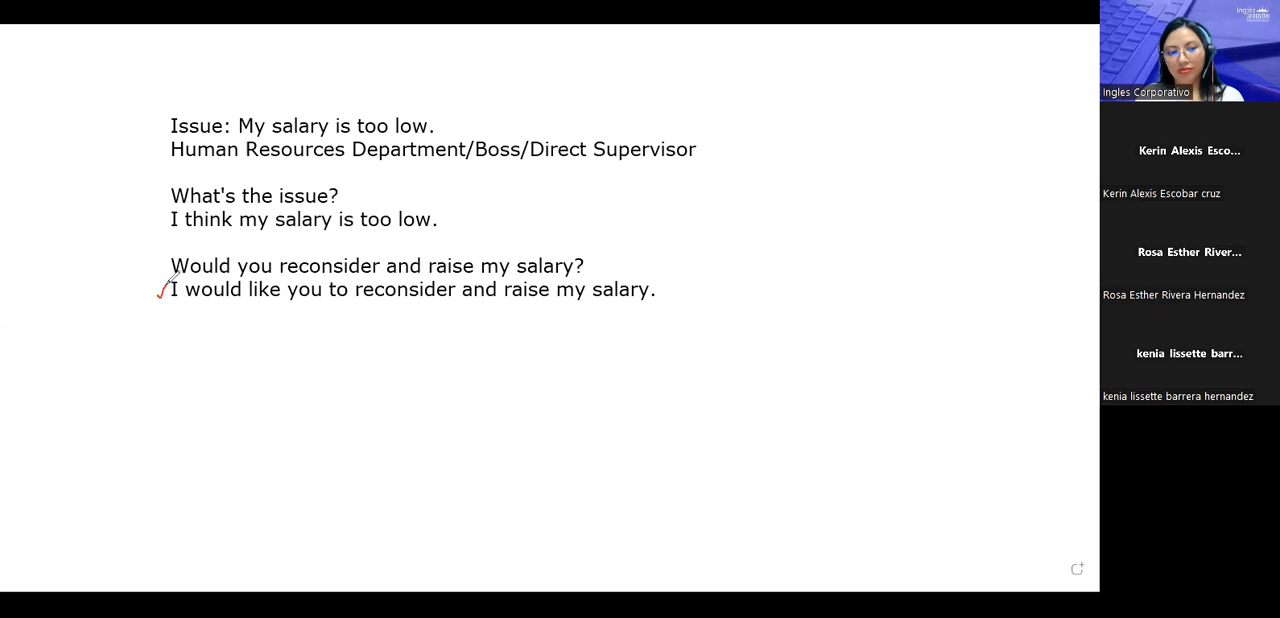 Issue: My salary is too low.
Human Resources Department/Boss/Direct Supervisor
What's the issue?
I think my salary is too low.
Would you reconsider and raise my salary?
I would like you to reconsider and raise my salary.
Ingles
Ingles Corporativo
Kerin Alexis Esco...
Kerin Alexis Escobar cruz
Rosa Esther River...
Rosa Esther Rivera Hernandez
kenia lissette barr...
kenia lissette barrera hernandez